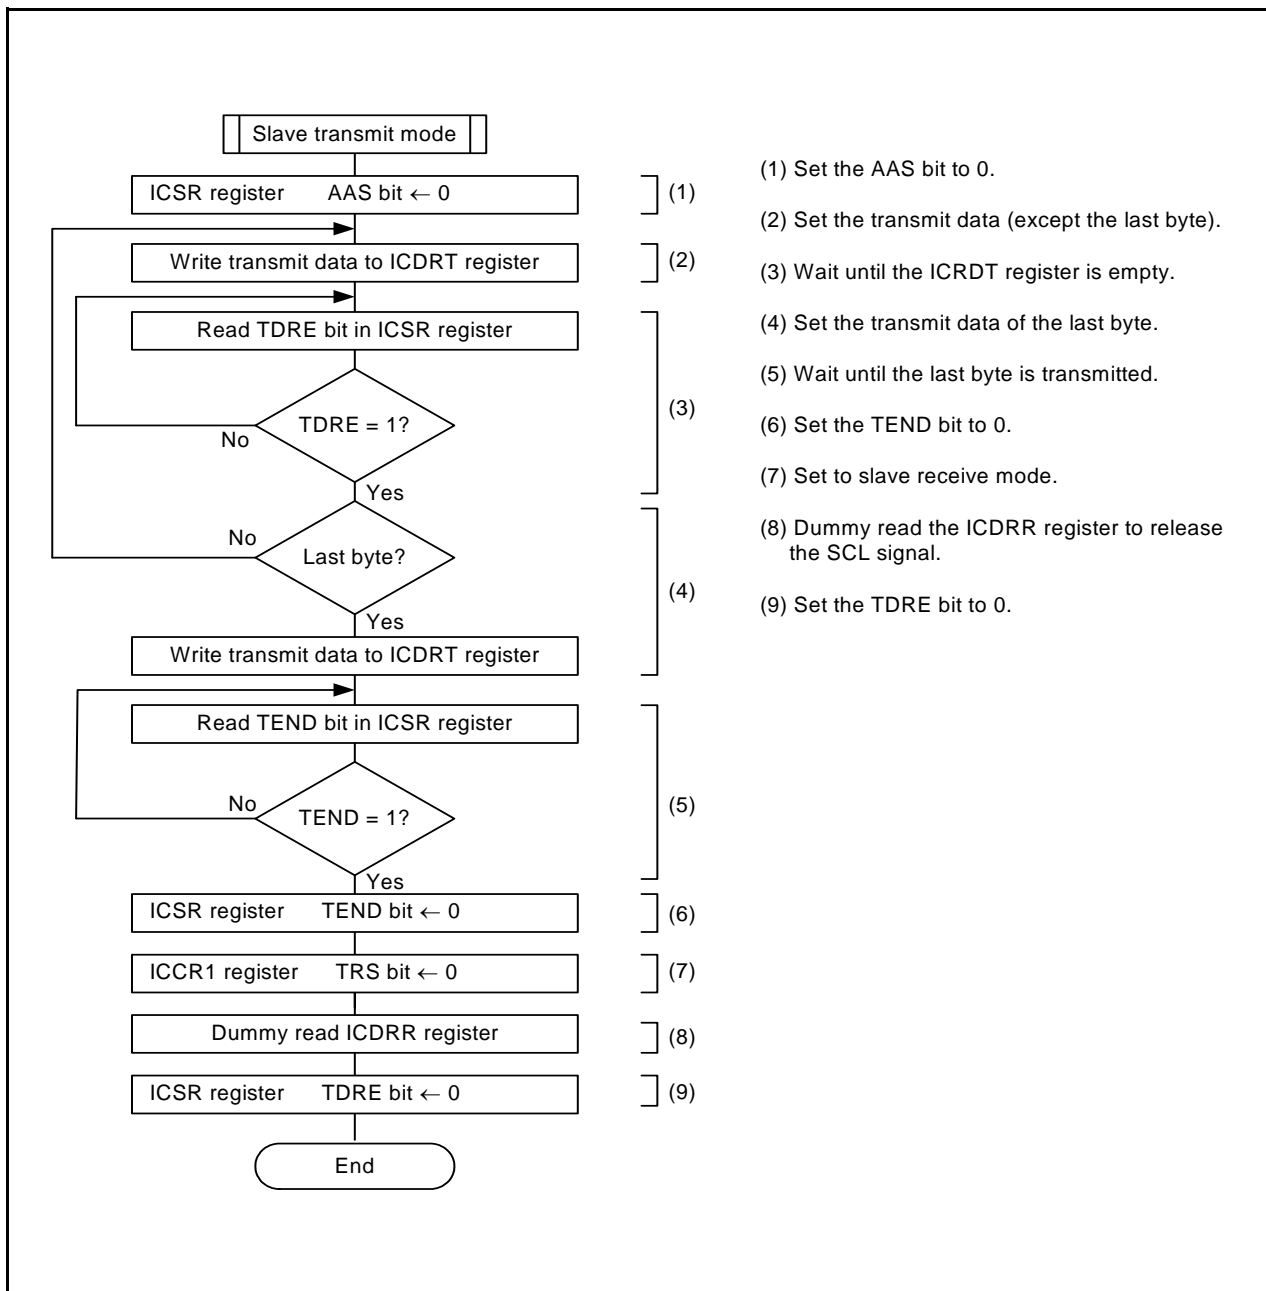 Slave transmit mode
ICSR register AAS bit ← 0
(1)
Write transmit data to ICDRT register
(2)
Read TDRE bit in ICSR register
TDRE = 1?
No
Yes
(3)
No
Last byte?
Yes
Write transmit data to ICDRT register
(4)
Read TEND bit in ICSR register
No
TEND = 1?
Yes
(5)
ICSR register TEND bit ← 0
(6)
ICCR1 register TRS bit ← 0
(7)
Dummy read ICDRR register
(8)
ICSR register TDRE bit ← 0
(9)
End
(1) Set the AAS bit to 0.
(2) Set the transmit data (except the last byte).
(3) Wait until the ICRDT register is empty.
(4) Set the transmit data of the last byte.
(5) Wait until the last byte is transmitted.
(6) Set the TEND bit to 0.
(7) Set to slave receive mode.
(8) Dummy read the ICDRR register to release
the SCL signal.
(9) Set the TDRE bit to 0.